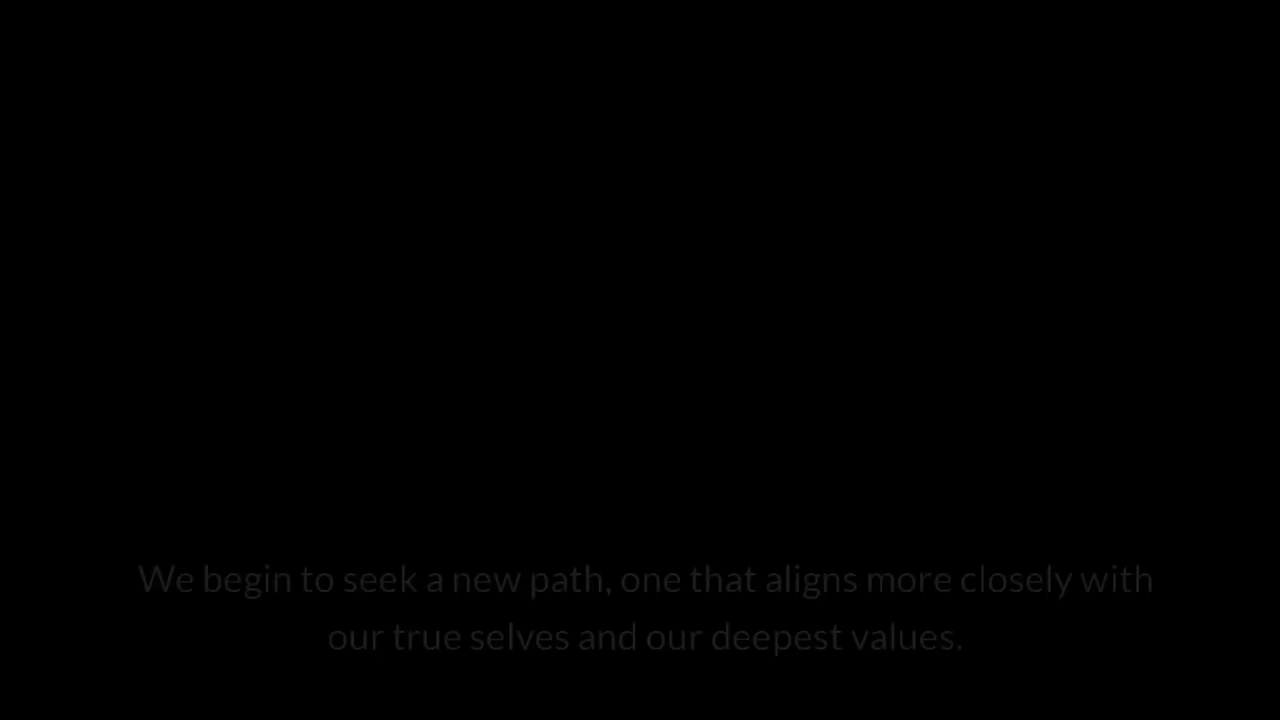 We begin to seek a new path, one that aligns more closely with
our true selves and our deepest values.